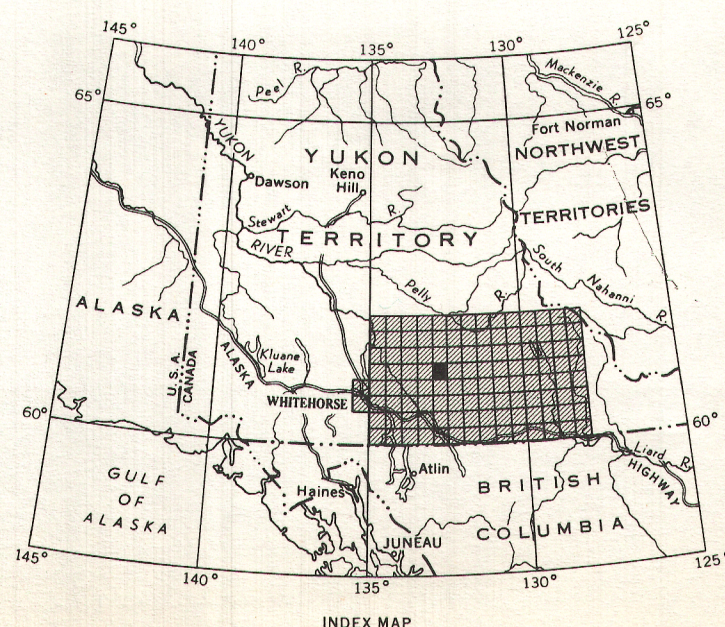 145°
140°
135°
130°
125°
65°
Peel R.
Mackenzie R.
65°
Fort Norman
YUKON
YUKON
NORTHWEST
Keno
Hill
Dawson
Stewart R.
TERRITORIES
TERRITORY
RIVER
South Nahanni R.
Pelly R.
ALASKA
U. S. A.
CANADA
ALASKA
Kluane
Lake
WHITEHORSE
60°
60°
Liard R.
HIGHWAY
Atlin
BRITISH
GULF
OF
ALASKA
Haines
COLUMBIA
JUNEAU
145°
140°
135°
130°
125°
INDEX MAP